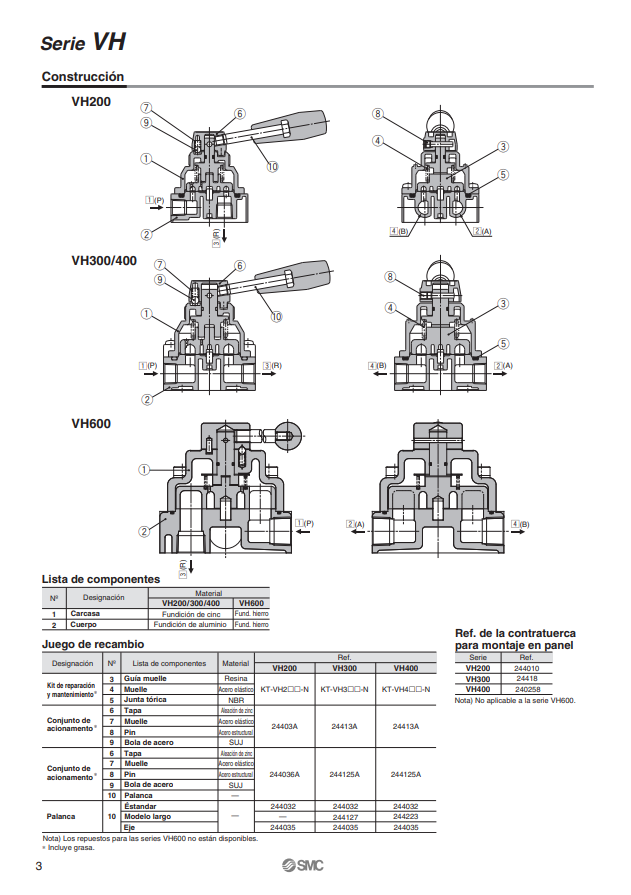 Serie VH
Construcción
VH200
⑦
⑨
①
1(P)
②
⑥
⑩
3(R)
⑧
④
③
⑤
4(B)
2(A)
VH300/400
⑦
⑨
①
1(P)
②
⑥
⑩
3(R)
⑧
④
③
⑤
4(B)
2(A)
VH600
①
②
1(P)
3(R)
2(A)
4(B)
Lista de componentes
Nº Designación Material
VH200/300/400 VH600
1 Carcasa Fundición de cinc Fund. hierro
2 Cuerpo Fundición de aluminio Fund. hierro
Juego de recambio
Designación Nº Lista de componentes Material Ref.
VH200 VH300 VH400
Kit de reparación y mantenimiento* 3 Guía muelle Resina KT-VH2□□-N KT-VH3□□-N KT-VH4□□-N
4 Muelle Acero elástico
5 Junta tórica NBR
Conjunto de acionamento* 6 Tapa Aleación de zinc 24403A 24413A 24413A
7 Muelle Acero elástico
8 Pin Acero estructural
9 Bola de acero SUJ
Conjunto de acionamento* 6 Tapa Aleación de zinc 244036A 244125A 244125A
7 Muelle Acero elástico
8 Pin Acero estructural
9 Bola de acero SUJ
10 Palanca —
Palanca 10 Éstandar — 244032 244032 244032
Modelo largo — 244127 244223
Eje 244035 244035 244035
Nota) Los repuestos para las series VH600 no están disponibles.
* Incluye grasa.
Ref. de la contratuerca
para montaje en panel
Serie Ref.
VH200 244010
VH300 24418
VH400 240258
Nota) No aplicable a la serie VH600.
3
SMC